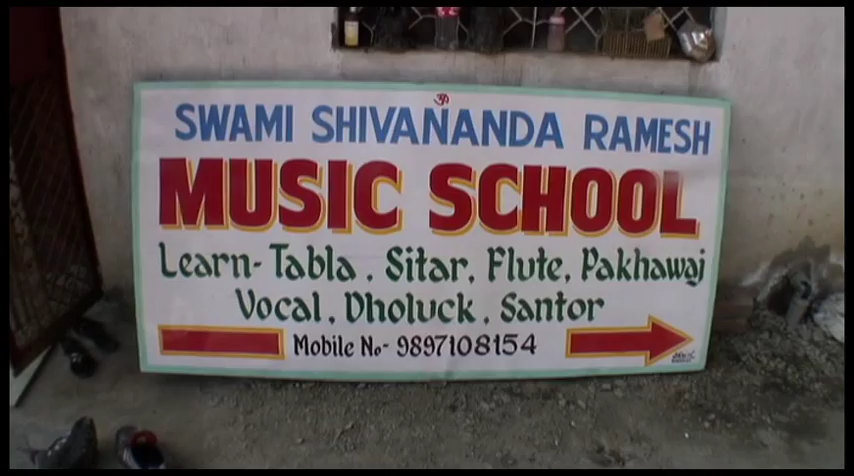 ॐ
SWAMI SHIVANANDA RAMESH
MUSIC SCHOOL
Learn- Tabla, Sitar, Flute, Pakhawaj
Vocal, Dholuck, Santor
Mobile No- 9897108154